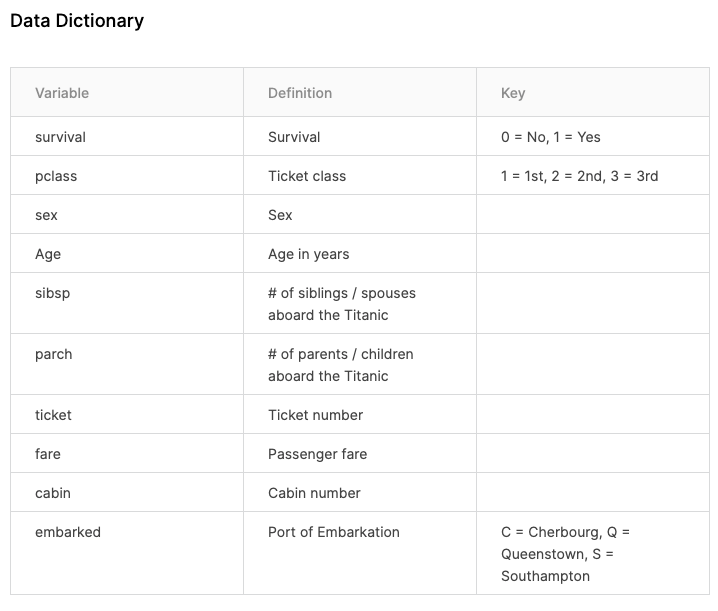 Data Dictionary
Variable Definition Key
survival Survival 0 = No, 1 = Yes
pclass Ticket class 1 = 1st, 2 = 2nd, 3 = 3rd
sex Sex
Age Age in years
sibsp # of siblings / spouses
aboard the Titanic
parch # of parents / children
aboard the Titanic
ticket Ticket number
fare Passenger fare
cabin Cabin number
embarked Port of Embarkation C = Cherbourg, Q =
Queenstown, S =
Southampton